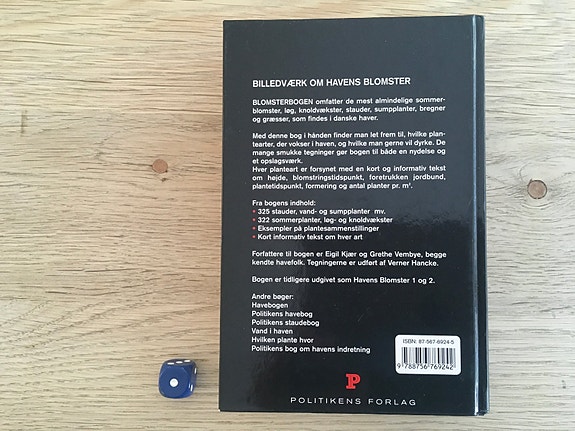 BILLEDVÆRK OM HAVENS BLOMSTER
BLOMSTERBOGEN omfatter de mest almindelige sommer-
blomster, løg, knoldvækster, stauder, sumpplanter, bregner
og græsser, som findes i danske haver.
Med denne bog i hånden finder man let frem til, hvilke plan-
tearter, der vokser i haven, og hvilke man gerne vil dyrke. De
mange smukke tegninger gør bogen til både en nydelse og
et opslagsværk.
Hver planteart er forsynet med en kort og informativ tekst
om højde, blomstringstidspunkt, foretrukken jordbund,
plantetidspunkt, formering og antal planter pr. m².
Fra bogens indhold:
• 325 stauder, vand- og sumpplanter mv.
• 322 sommerplanter, løg- og knoldvækster
• Eksempler på plantesammenstillinger
• Kort informativ tekst om hver art
Forfattere til bogen er Eigil Kjær og Grethe Vembye, begge
kendte havefolk. Tegningerne er udført af Verner Hancke.
Bogen er tidligere udgivet som Havens Blomster 1 og 2.
Andre bøger:
Havebogen
Politikens havebog
Politikens staudebog
Vand i haven
Hvilken plante hvor
Politikens bog om havens indretning
ISBN: 87-567-6924-5
9 788756 769242
P
POLITIKENS FORLAG